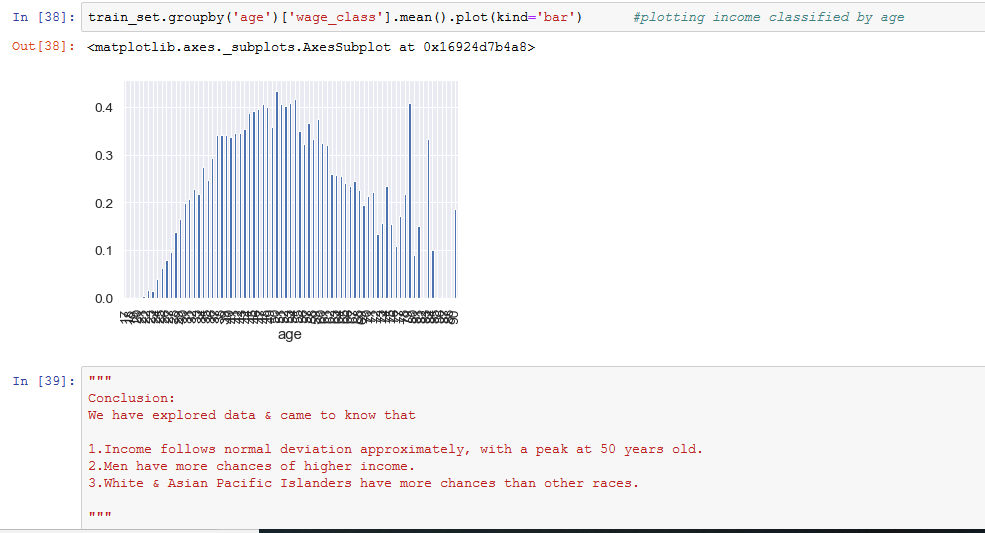 In [38]: train_set.groupby('age')['wage_class'].mean().plot(kind='bar') #plotting income classified by age
Out[38]: <matplotlib.axes._subplots.AxesSubplot at 0x16924d7b4a8>
0.4
0.3
0.2
0.1
0.0
17
90
age
In [39]: """
Conclusion:
We have explored data & came to know that
1.Income follows normal deviation approximately, with a peak at 50 years old.
2.Men have more chances of higher income.
3.White & Asian Pacific Islanders have more chances than other races.
"""